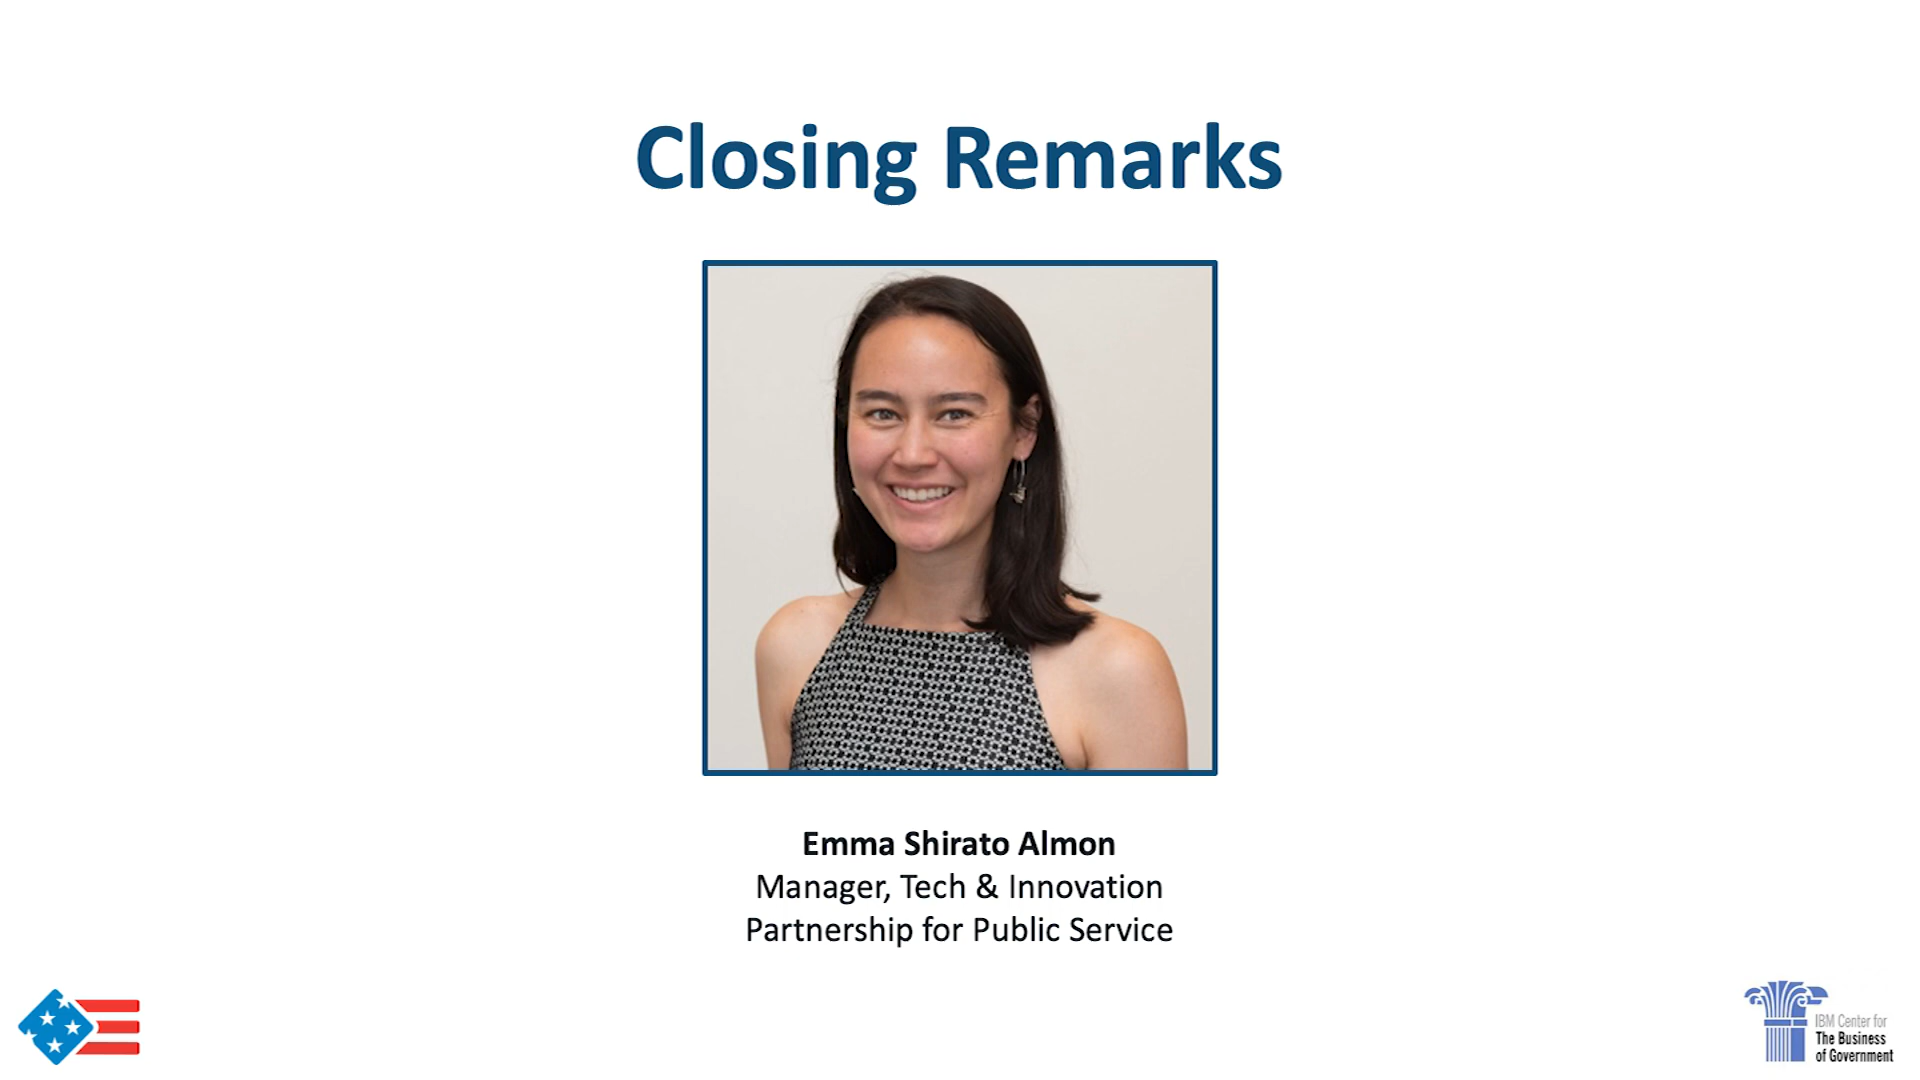 Closing Remarks
Emma Shirato Almon
Manager, Tech & Innovation
Partnership for Public Service
IBM Center for
The Business
of Government